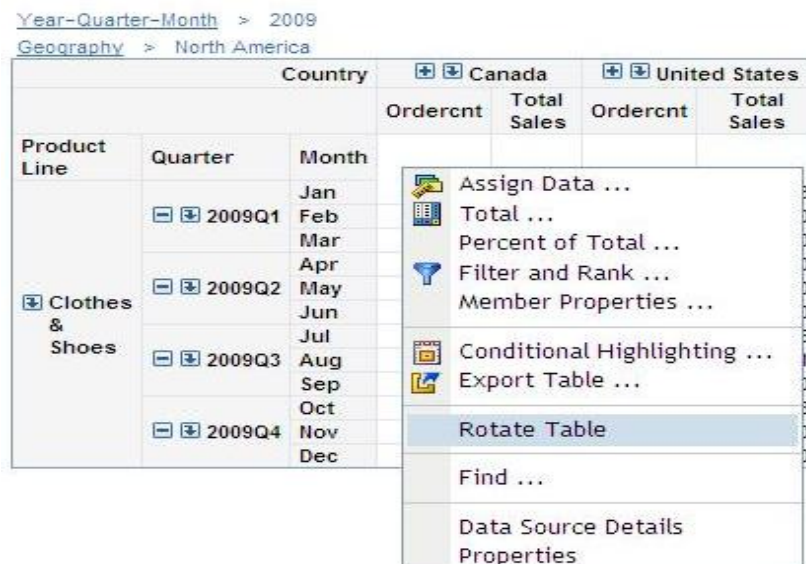 Year-Quarter-Month > 2009
Geography > North America
Country Canada United States
Ordercnt Total Sales Ordercnt Total Sales
Product Line Quarter Month
Clothes & Shoes
2009Q1 Jan
Feb
Mar
2009Q2 Apr
May
Jun
2009Q3 Jul
Aug
Sep
2009Q4 Oct
Nov
Dec
Assign Data ...
Total ...
Percent of Total ...
Filter and Rank ...
Member Properties ...
Conditional Highlighting ...
Export Table ...
Rotate Table
Find ...
Data Source Details
Properties